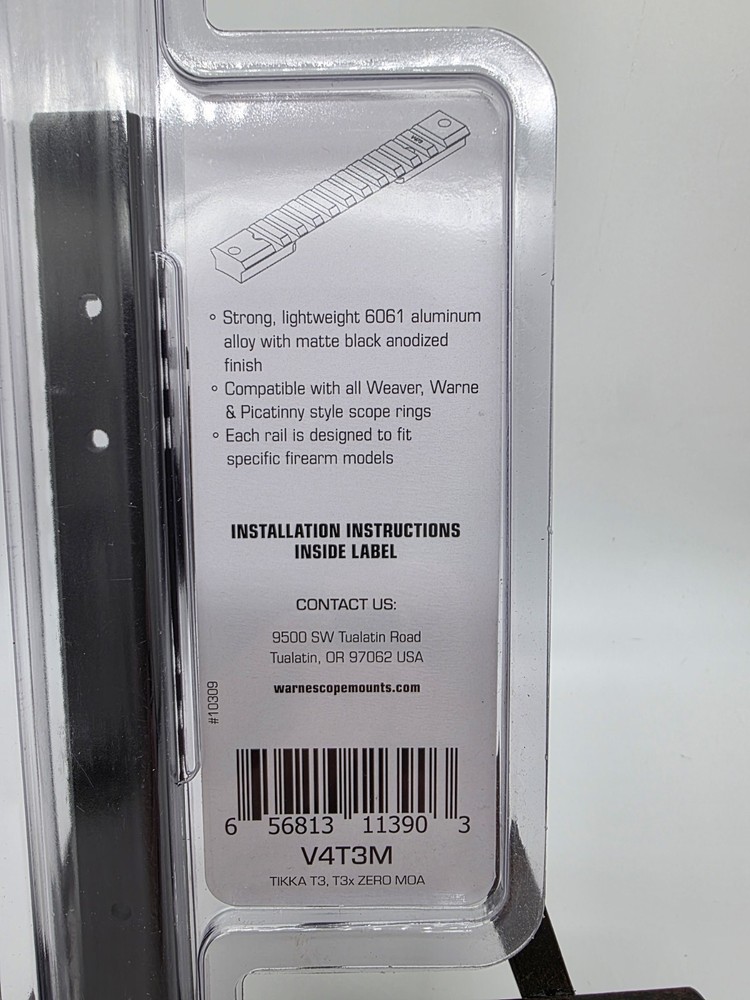 ° Strong, lightweight 6061 aluminum
alloy with matte black anodized
finish
° Compatible with all Weaver, Warne
& Picatinny style scope rings
° Each rail is designed to fit
specific firearm models
INSTALLATION INSTRUCTIONS
INSIDE LABEL
CONTACT US:
9500 SW Tualatin Road
Tualatin, OR 97062 USA
warnescopemounts.com
#10309
6 56813 11390 3
V4T3M
TIKKA T3, T3x ZERO MOA